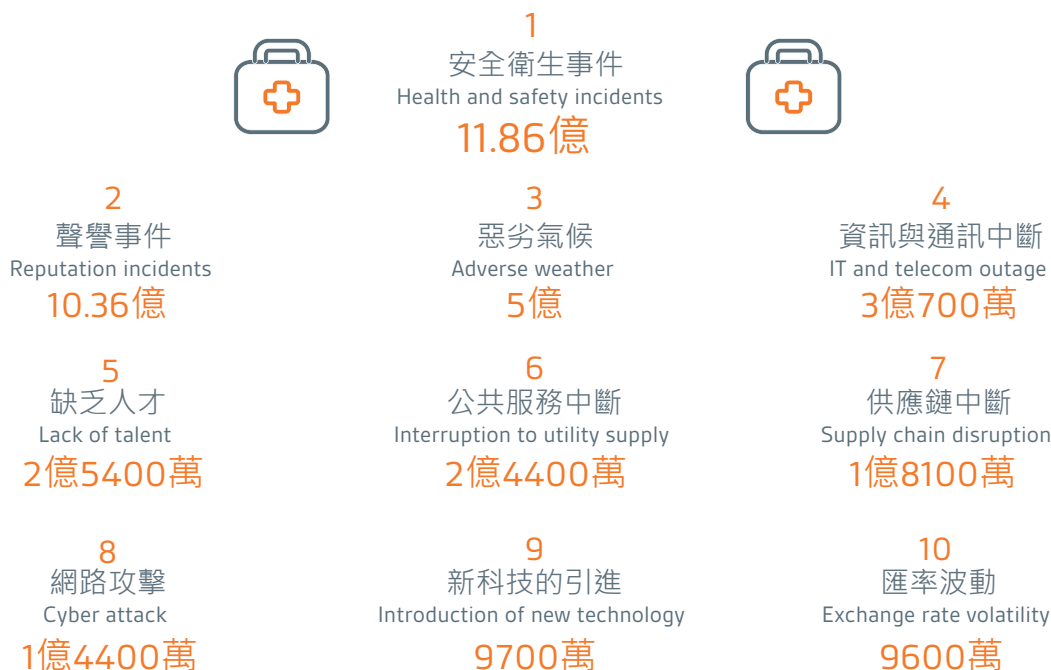 1
安全衛生事件
Health and safety incidents
11.86億
2
聲譽事件
Reputation incidents
10.36億
3
惡劣氣候
Adverse weather
5億
4
資訊與通訊中斷
IT and telecom outage
3億700萬
5
缺乏人才
Lack of talent
2億5400萬
6
公共服務中斷
Interruption to utility supply
2億4400萬
7
供應鏈中斷
Supply chain disruption
1億8100萬
8
網路攻擊
Cyber attack
1億4400萬
9
新科技的引進
Introduction of new technology
9700萬
10
匯率波動
Exchange rate volatility
9600萬